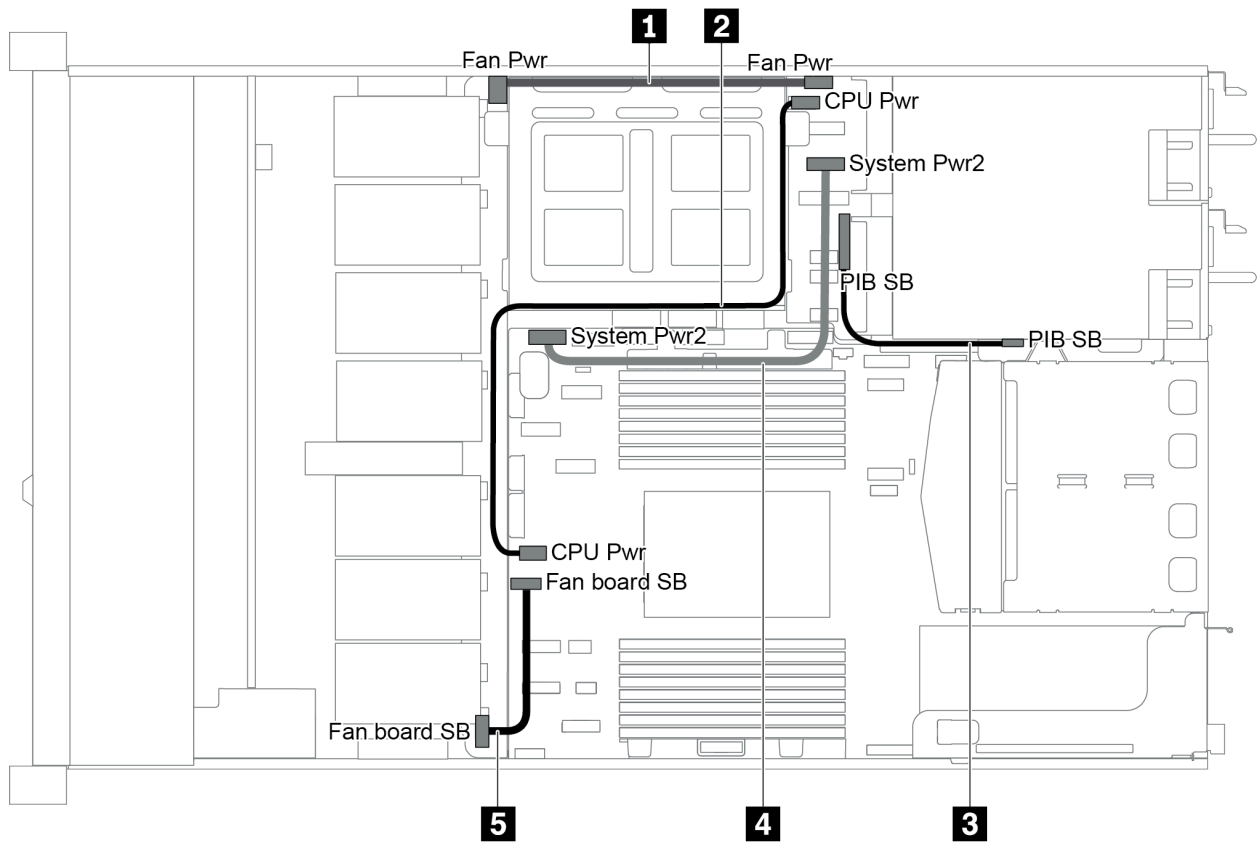 1
2
Fan Pwr
Fan Pwr
CPU Pwr
System Pwr2
PIB SB
System Pwr2
PIB SB
CPU Pwr
Fan board SB
Fan board SB
5
4
3